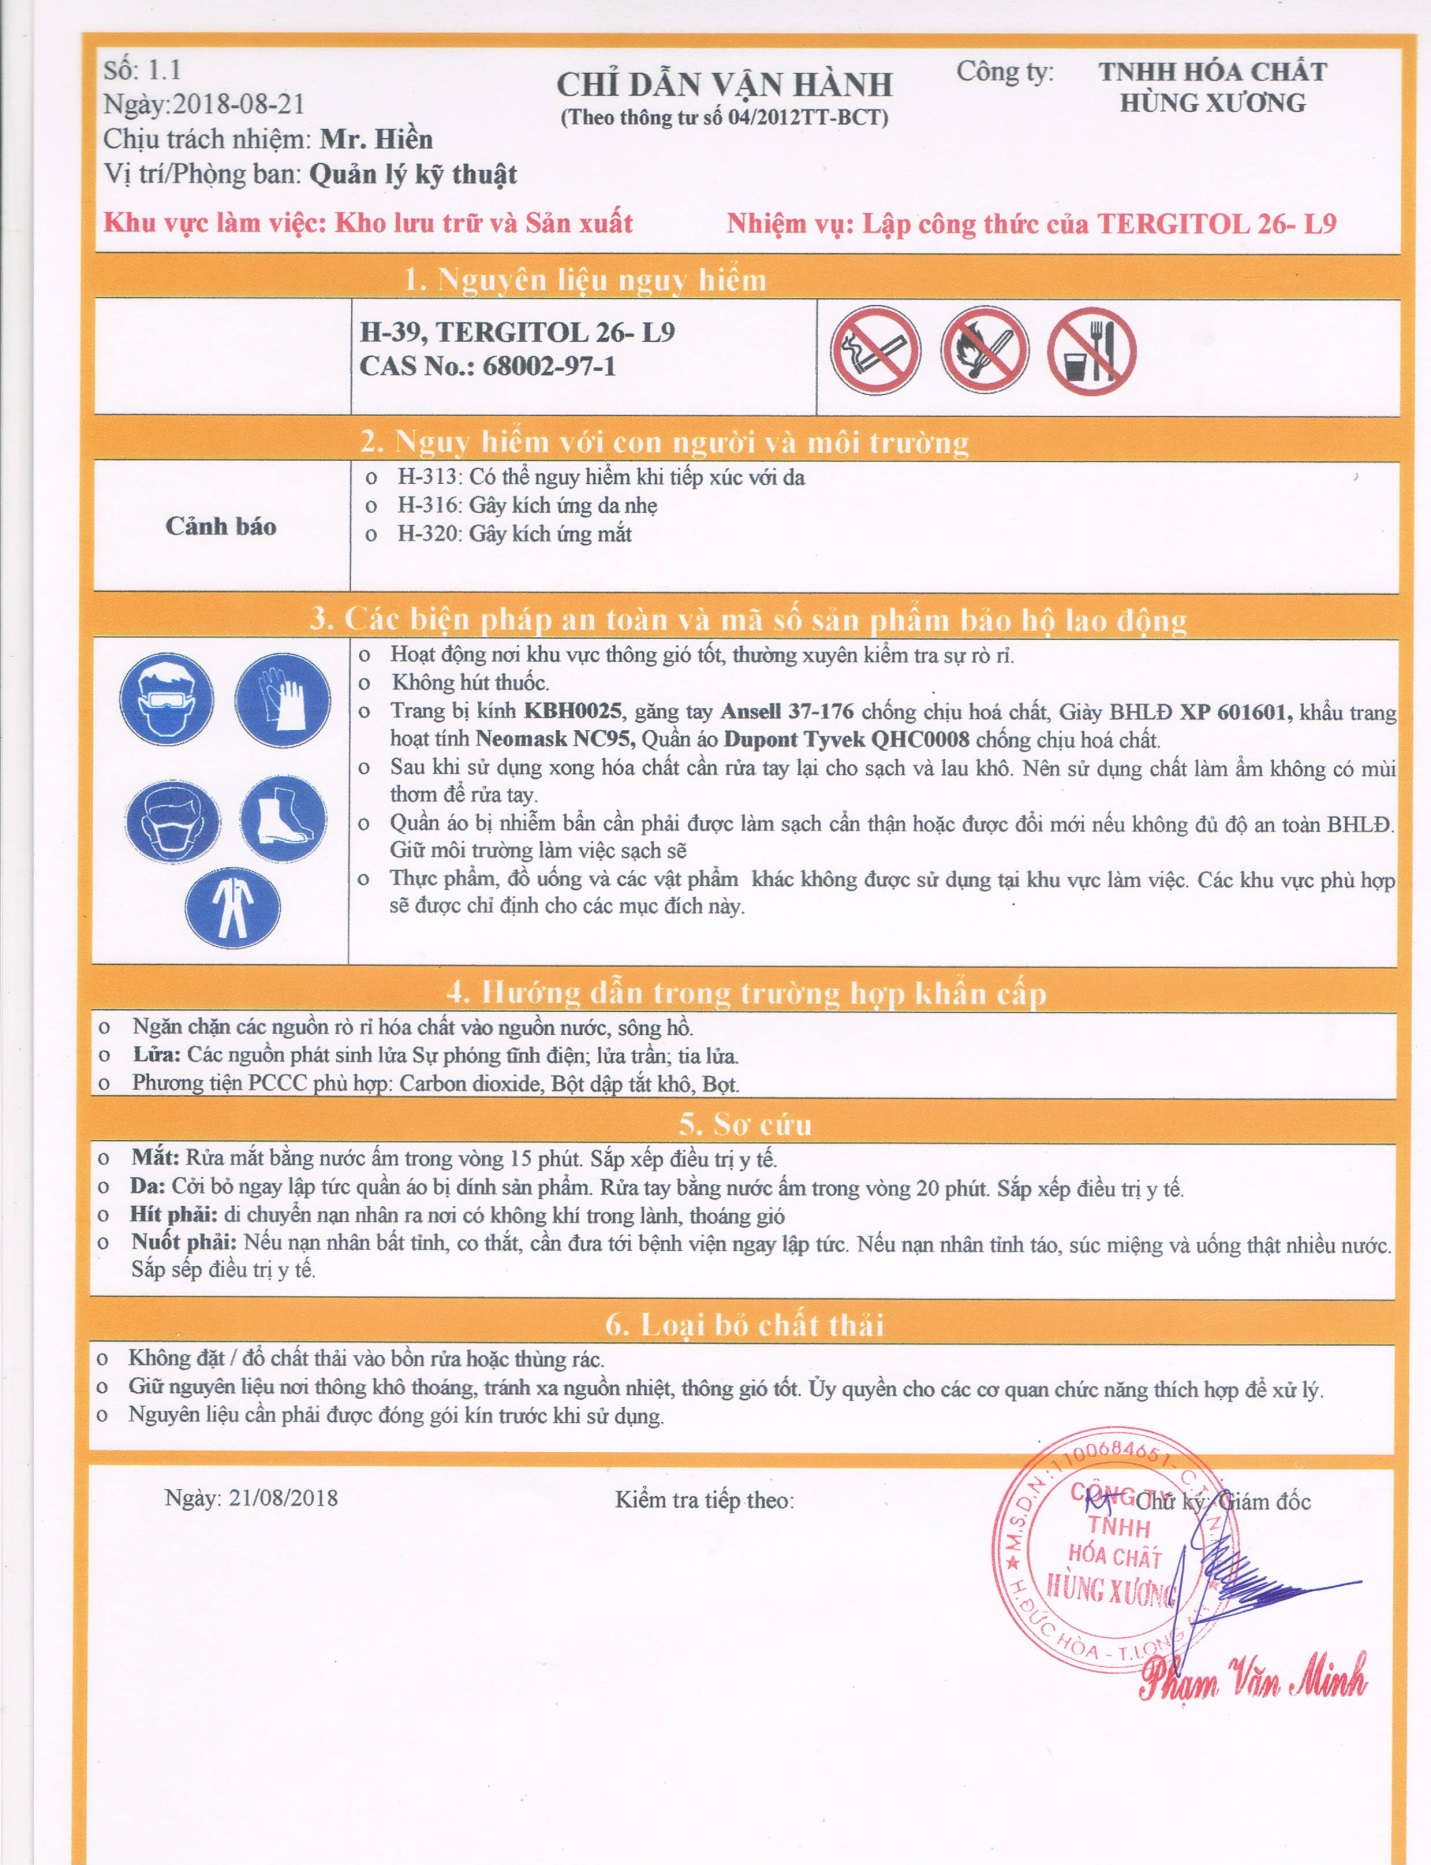 Số: 1.1
Ngày:2018-08-21
Chịu trách nhiệm: Mr. Hiền
Vị trí/Phòng ban: Quản lý kỹ thuật
CHỈ DẪN VẬN HÀNH
(Theo thông tư số 04/2012TT-BCT)
Công ty: TNHH HÓA CHẤT
HÙNG XƯƠNG
Khu vực làm việc: Kho lưu trữ và Sản xuất Nhiệm vụ: Lập công thức của TERGITOL 26- L9
1. Nguyên liệu nguy hiểm
H-39, TERGITOL 26- L9
CAS No.: 68002-97-1
2. Nguy hiểm với con người và môi trường
Cảnh báo
o H-313: Có thể nguy hiểm khi tiếp xúc với da
o H-316: Gây kích ứng da nhẹ
o H-320: Gây kích ứng mắt
3. Các biện pháp an toàn và mã số sản phẩm bảo hộ lao động
o Hoạt động nơi khu vực thông gió tốt, thường xuyên kiểm tra sự rò rỉ.
o Không hút thuốc.
o Trang bị kính KBH0025, găng tay Ansell 37-176 chống chịu hoá chất, Giày BHLĐ XP 601601, khẩu trang
hoạt tính Neomask NC95, Quần áo Dupont Tyvek QHC0008 chống chịu hoá chất.
o Sau khi sử dụng xong hóa chất cần rửa tay lại cho sạch và lau khô. Nên sử dụng chất làm ẩm không có mùi
thơm để rửa tay.
o Quần áo bị nhiễm bẩn cần phải được làm sạch cẩn thận hoặc được đổi mới nếu không đủ độ an toàn BHLĐ.
Giữ môi trường làm việc sạch sẽ
o Thực phẩm, đồ uống và các vật phẩm khác không được sử dụng tại khu vực làm việc. Các khu vực phù hợp
sẽ được chỉ định cho các mục đích này.
4. Hướng dẫn trong trường hợp khẩn cấp
o Ngăn chặn các nguồn rò rỉ hóa chất vào nguồn nước, sông hồ.
o Lửa: Các nguồn phát sinh lửa Sự phóng tĩnh điện; lửa trần; tia lửa.
o Phương tiện PCCC phù hợp: Carbon dioxide, Bột dập tắt khô, Bọt.
5. Sơ cứu
o Mắt: Rửa mắt bằng nước ấm trong vòng 15 phút. Sắp xếp điều trị y tế.
o Da: Cởi bỏ ngay lập tức quần áo bị dính sản phẩm. Rửa tay bằng nước ấm trong vòng 20 phút. Sắp xếp điều trị y tế.
o Hít phải: di chuyển nạn nhân ra nơi có không khí trong lành, thoáng gió
o Nuốt phải: Nếu nạn nhân bất tỉnh, co thắt, cần đưa tới bệnh viện ngay lập tức. Nếu nạn nhân tỉnh táo, súc miệng và uống thật nhiều nước.
Sắp sếp điều trị y tế.
6. Loại bỏ chất thải
o Không đặt / đổ chất thải vào bồn rửa hoặc thùng rác.
o Giữ nguyên liệu nơi thông khô thoáng, tránh xa nguồn nhiệt, thông gió tốt. Ủy quyền cho các cơ quan chức năng thích hợp để xử lý.
o Nguyên liệu cần phải được đóng gói kín trước khi sử dụng.
Ngày: 21/08/2018 Kiểm tra tiếp theo: Chữ ký: Giám đốc
M.S.D.N: 1100684651-C.T.
CÔNG TY
TNHH
HÓA CHẤT
HÙNG XƯƠNG
H.ĐỨC HÒA - T.LONG
Phạm Văn Minh